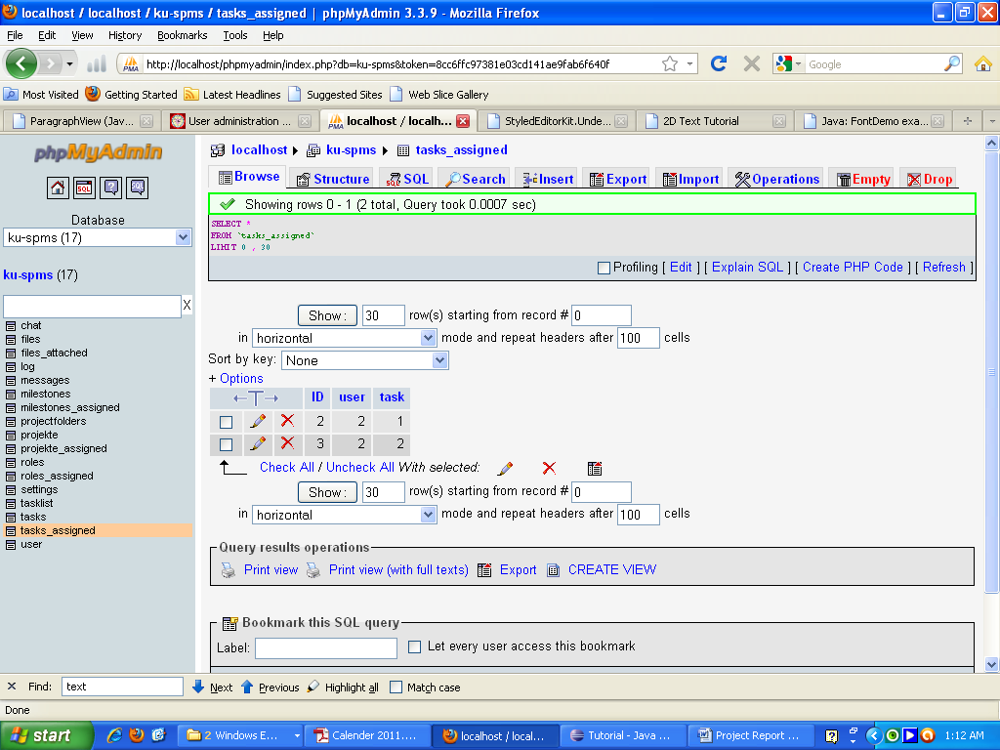 localhost / localhost / ku-spms / tasks_assigned | phpMyAdmin 3.3.9 - Mozilla Firefox
File Edit View History Bookmarks Tools Help
PMA http://localhost/phpmyadmin/index.php?db=ku-spms&token=8cc6ffc97381e03cd141ae9fab6f640f Google
Most Visited Getting Started Latest Headlines Suggested Sites Web Slice Gallery
ParagraphView (Jav... User administration ... PMA localhost / localh... StyledEditorKit.Unde... 2D Text Tutorial Java: FontDemo exa...
phpMyAdmin
SQL
SQL
Database
ku-spms (17)
ku-spms (17)
X
chat
files
files_attached
log
messages
milestones
milestones_assigned
projectfolders
projekte
projekte_assigned
roles
roles_assigned
settings
tasklist
tasks
tasks_assigned
user
localhost ku-spms tasks_assigned
Browse Structure SQL Search Insert Export Import Operations Empty Drop
Showing rows 0 - 1 (2 total, Query took 0.0007 sec)
SELECT *
FROM `tasks_assigned`
LIMIT 0 , 30
Profiling [ Edit ] [ Explain SQL ] [ Create PHP Code ] [ Refresh ]
Show : 30 row(s) starting from record # 0
in horizontal mode and repeat headers after 100 cells
Sort by key: None
+ Options
←T→ ID user task
2 2 1
3 2 2
Check All / Uncheck All With selected:
Show : 30 row(s) starting from record # 0
in horizontal mode and repeat headers after 100 cells
Query results operations
Print view Print view (with full texts) Export CREATE VIEW
Bookmark this SQL query
Label: Let every user access this bookmark
Find: text Next Previous Highlight all Match case
Done
start 2 Windows E... Calender 2011.... localhost / local... Tutorial - Java ... Project Report ... 1:12 AM